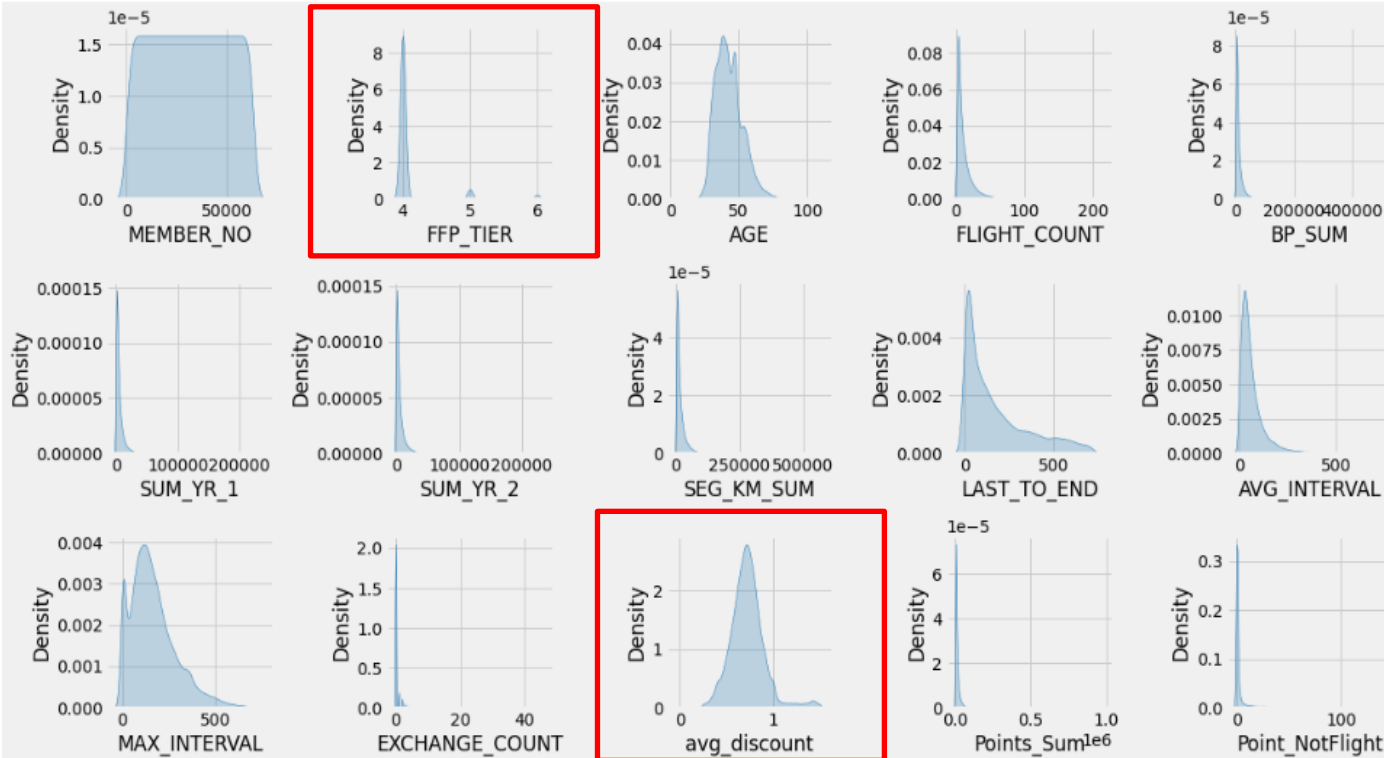 1e−5
1.5
1.0
0.5
0.0
Density
0
50000
MEMBER_NO
8
6
4
2
0
Density
4
5
6
FFP_TIER
0.04
0.03
0.02
0.01
0.00
Density
0
50
100
AGE
0.08
0.06
0.04
0.02
0.00
Density
0
100
200
FLIGHT_COUNT
1e−5
8
6
4
2
0
Density
0
200000
400000
BP_SUM
0.00015
0.00010
0.00005
0.00000
Density
0
100000
200000
SUM_YR_1
0.00015
0.00010
0.00005
0.00000
Density
0
100000
200000
SUM_YR_2
1e−5
4
2
0
Density
0
250000
500000
SEG_KM_SUM
0.004
0.002
0.000
Density
0
500
LAST_TO_END
0.0100
0.0075
0.0050
0.0025
0.0000
Density
0
500
AVG_INTERVAL
0.004
0.003
0.002
0.001
0.000
Density
0
500
MAX_INTERVAL
2.0
1.5
1.0
0.5
0.0
Density
0
20
40
EXCHANGE_COUNT
2
1
0
Density
0
1
avg_discount
1e−5
6
4
2
0
Density
0.0
0.5
1.0
1e6
Points_Sum
0.3
0.2
0.1
0.0
Density
0
100
Point_NotFlight